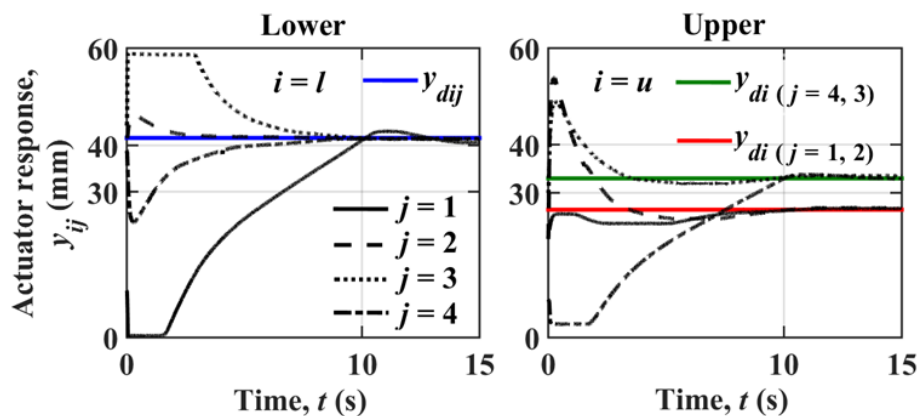 Lower
Upper
Actuator response,
y_ij (mm)
60
40
30
0
i = l
y_dij
j = 1
j = 2
j = 3
j = 4
0
10
15
Time, t (s)
60
40
30
0
i = u
y_di (j = 4, 3)
y_di (j = 1, 2)
0
10
15
Time, t (s)